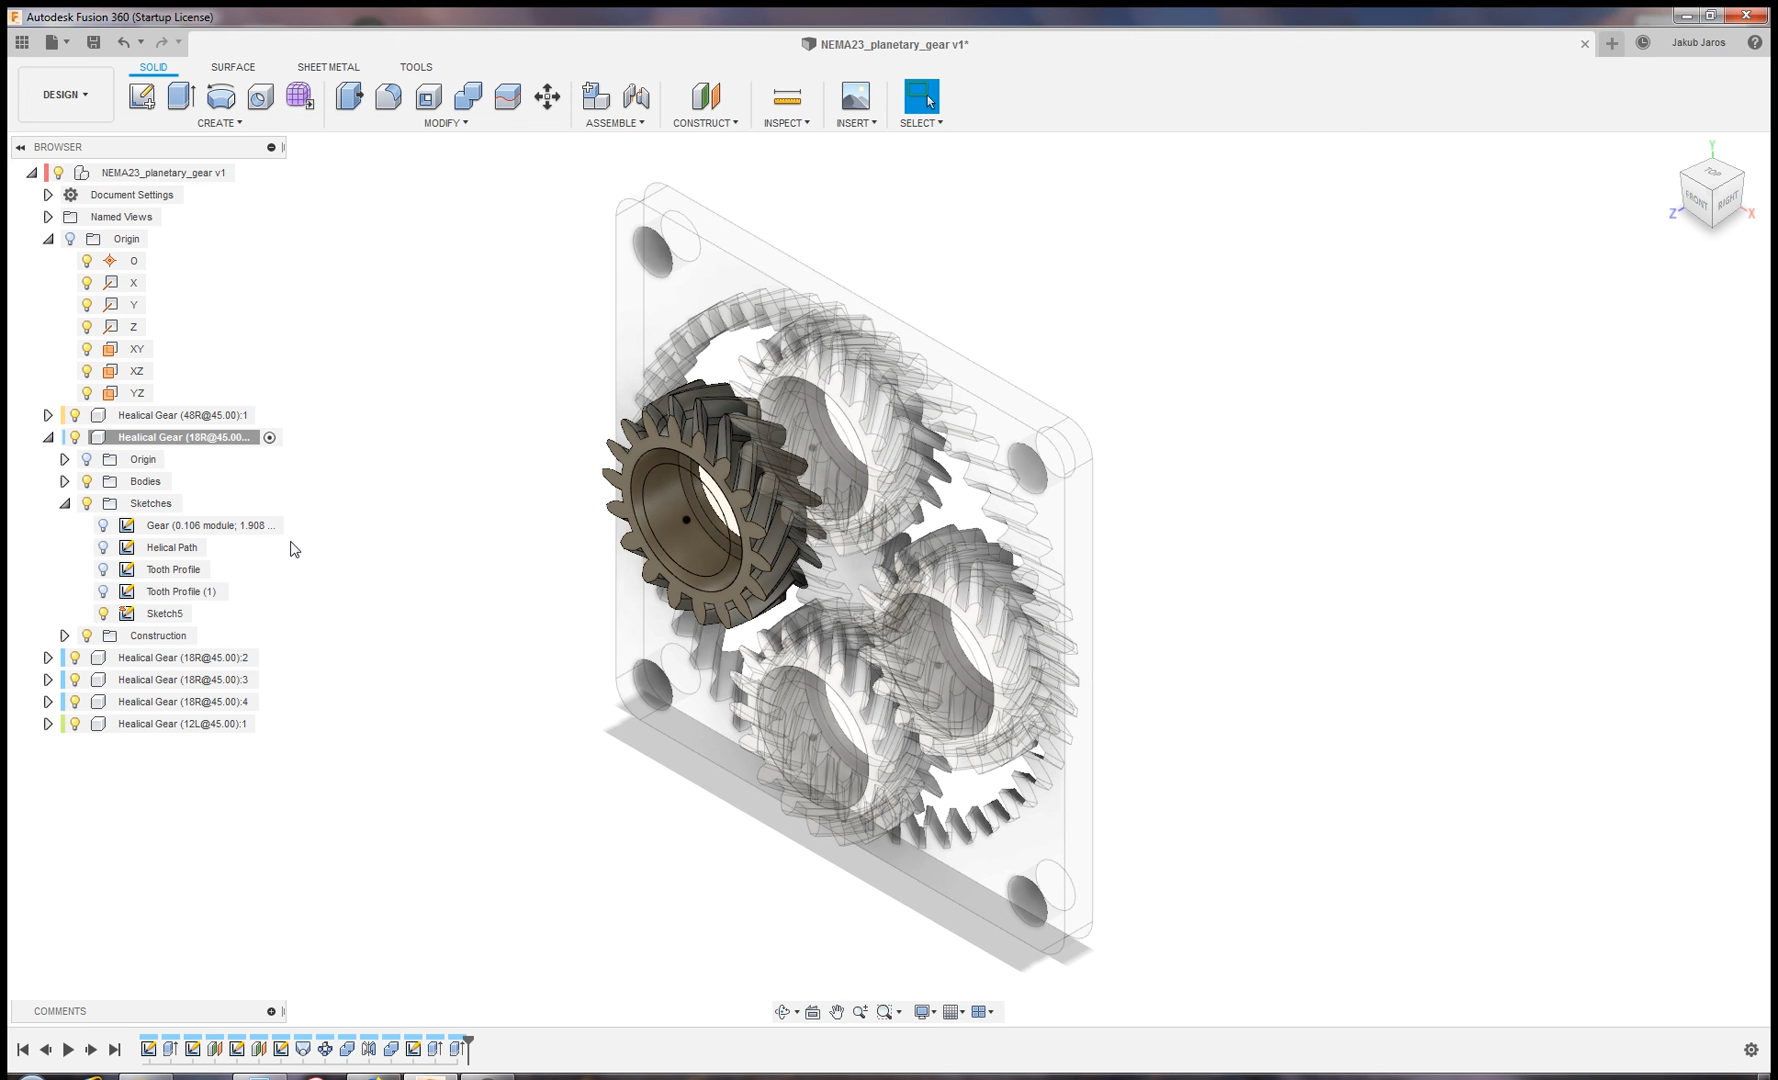 Autodesk Fusion 360 (Startup License)
NEMA23_planetary_gear v1*
Jakub Jaros
SOLID SURFACE SHEET METAL TOOLS
DESIGN
CREATE MODIFY ASSEMBLE CONSTRUCT INSPECT INSERT SELECT
BROWSER
NEMA23_planetary_gear v1
Document Settings
Named Views
Origin
O
X
Y
Z
XY
XZ
YZ
Healical Gear (48R@45.00):1
Healical Gear (18R@45.00...
Origin
Bodies
Sketches
Gear (0.106 module; 1.908 ...
Helical Path
Tooth Profile
Tooth Profile (1)
Sketch5
Construction
Healical Gear (18R@45.00):2
Healical Gear (18R@45.00):3
Healical Gear (18R@45.00):4
Healical Gear (12L@45.00):1
Y
TOP
FRONT RIGHT
Z X
COMMENTS